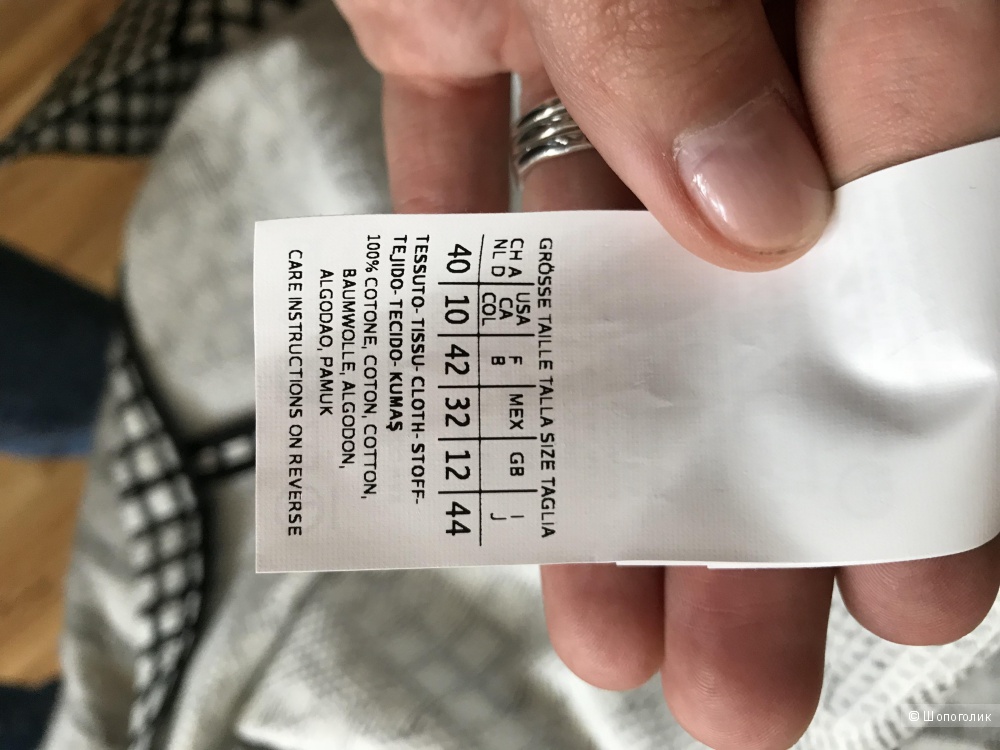 GRÖSSE TAILLE TALLA SIZE TAGLIA
CH A USA F MEX GB I
NL D CA B J
COL
40 10 42 32 12 44
TESSUTO- TISSU- CLOTH- STOFF-
TEJIDO- TECIDO- KUMAŞ
100% COTONE, COTON, COTTON,
BAUMWOLLE, ALGODON,
ALGODAO, PAMUK
CARE INSTRUCTIONS ON REVERSE
© Шопоголик